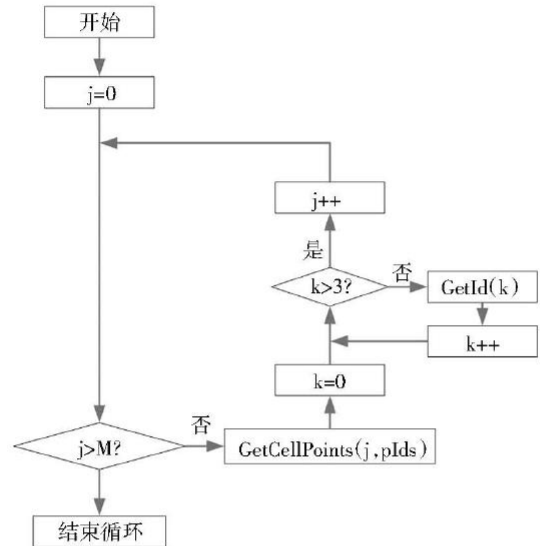 开始
j=0
j++
是
k>3?
否
GetId(k)
k++
k=0
j>M?
否
GetCellPoints(j,pIds)
结束循环